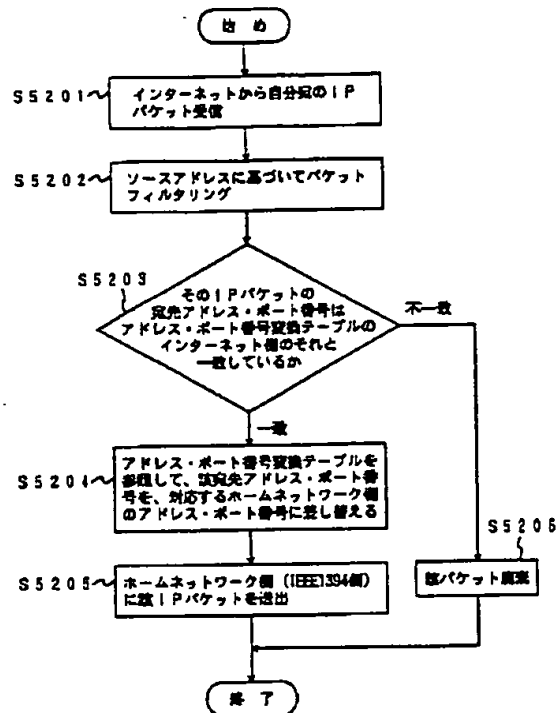 始 め
S5201
インターネットから自分宛のIP
パケット受信
S5202
ソースアドレスに基づいてパケット
フィルタリング
S5203
そのIPパケットの
宛先アドレス・ポート番号は
アドレス・ポート番号変換テーブルの
インターネット側のそれと
一致しているか
不一致
一致
S5204
アドレス・ポート番号変換テーブルを
参照して、該宛先アドレス・ポート番
号を、対応するホームネットワーク側
のアドレス・ポート番号に差し替える
S5205
ホームネットワーク側(IEEE1394側)
に該IPパケットを送出
S5206
該パケット廃棄
終 了